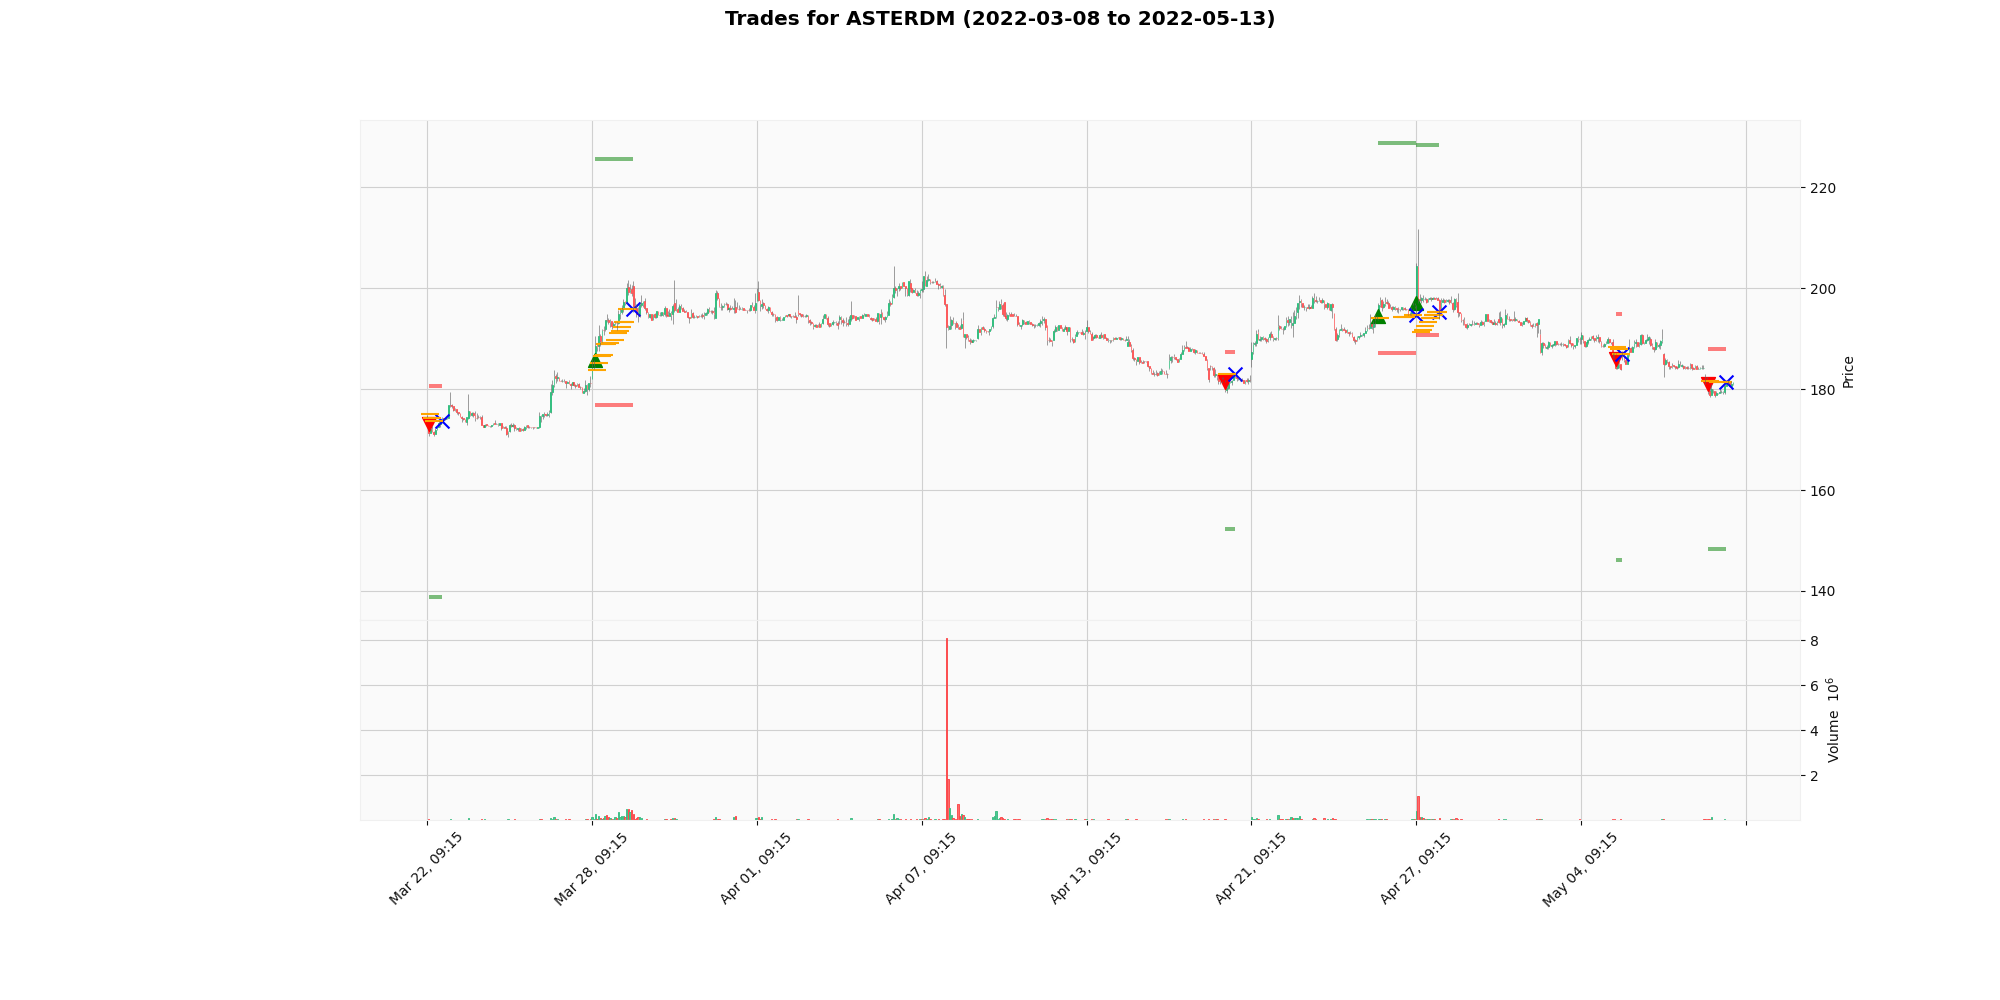 Trades for ASTERDM (2022-03-08 to 2022-05-13)
220
200
180
160
140
Price
8
6
4
2
Volume 10^6
Mar 22, 09:15
Mar 28, 09:15
Apr 01, 09:15
Apr 07, 09:15
Apr 13, 09:15
Apr 21, 09:15
Apr 27, 09:15
May 04, 09:15